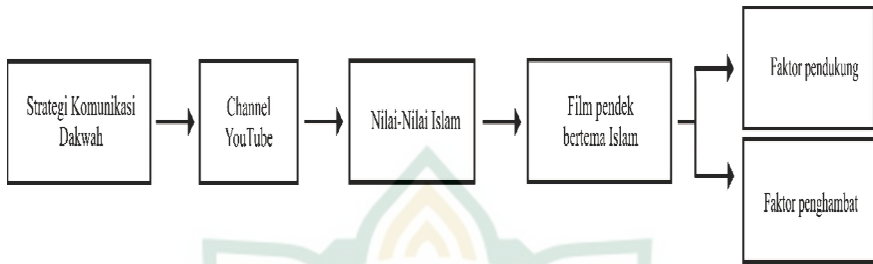 Strategi Komunikasi
Dakwah
Channel
YouTube
Nilai-Nilai Islam
Film pendek
bertema Islam
Faktor pendukung
Faktor penghambat